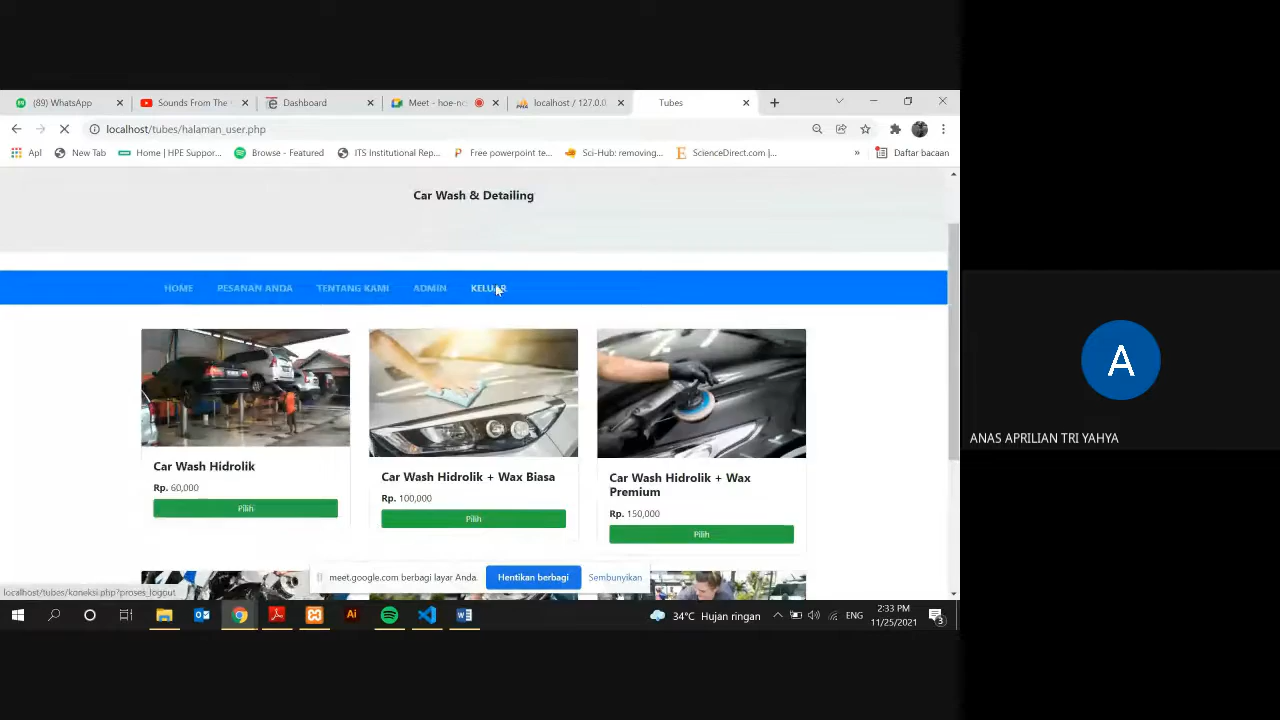 (89) WhatsApp
Sounds From The
Dashboard
Meet - hoe-n
localhost / 127.0.0
Tubes
localhost/tubes/halaman_user.php
Apl
New Tab
Home | HPE Suppor...
Browse - Featured
ITS Institutional Rep...
Free powerpoint te...
Sci-Hub: removing...
ScienceDirect.com |...
»
Daftar bacaan
Car Wash & Detailing
HOME
PESANAN ANDA
TENTANG KAMI
ADMIN
KELUAR
Car Wash Hidrolik
Rp. 60,000
Pilih
Car Wash Hidrolik + Wax Biasa
Rp. 100,000
Pilih
Car Wash Hidrolik + Wax
Premium
Rp. 150,000
Pilih
meet.google.com berbagi layar Anda.
Hentikan berbagi
Sembunyikan
localhost/tubes/koneksi.php?proses_logout
34°C Hujan ringan
ENG
2:33 PM
11/25/2021
3
A
ANAS APRILIAN TRI YAHYA